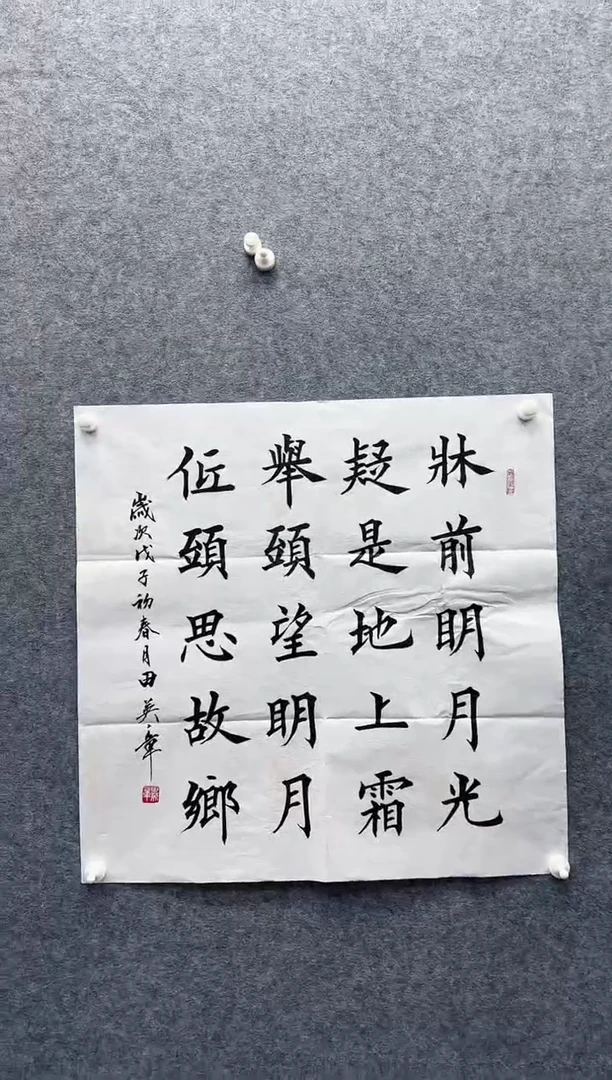 牀前明月光
疑是地上霜
舉頭望明月
低頭思故鄉
歲次戊子初春月田英章